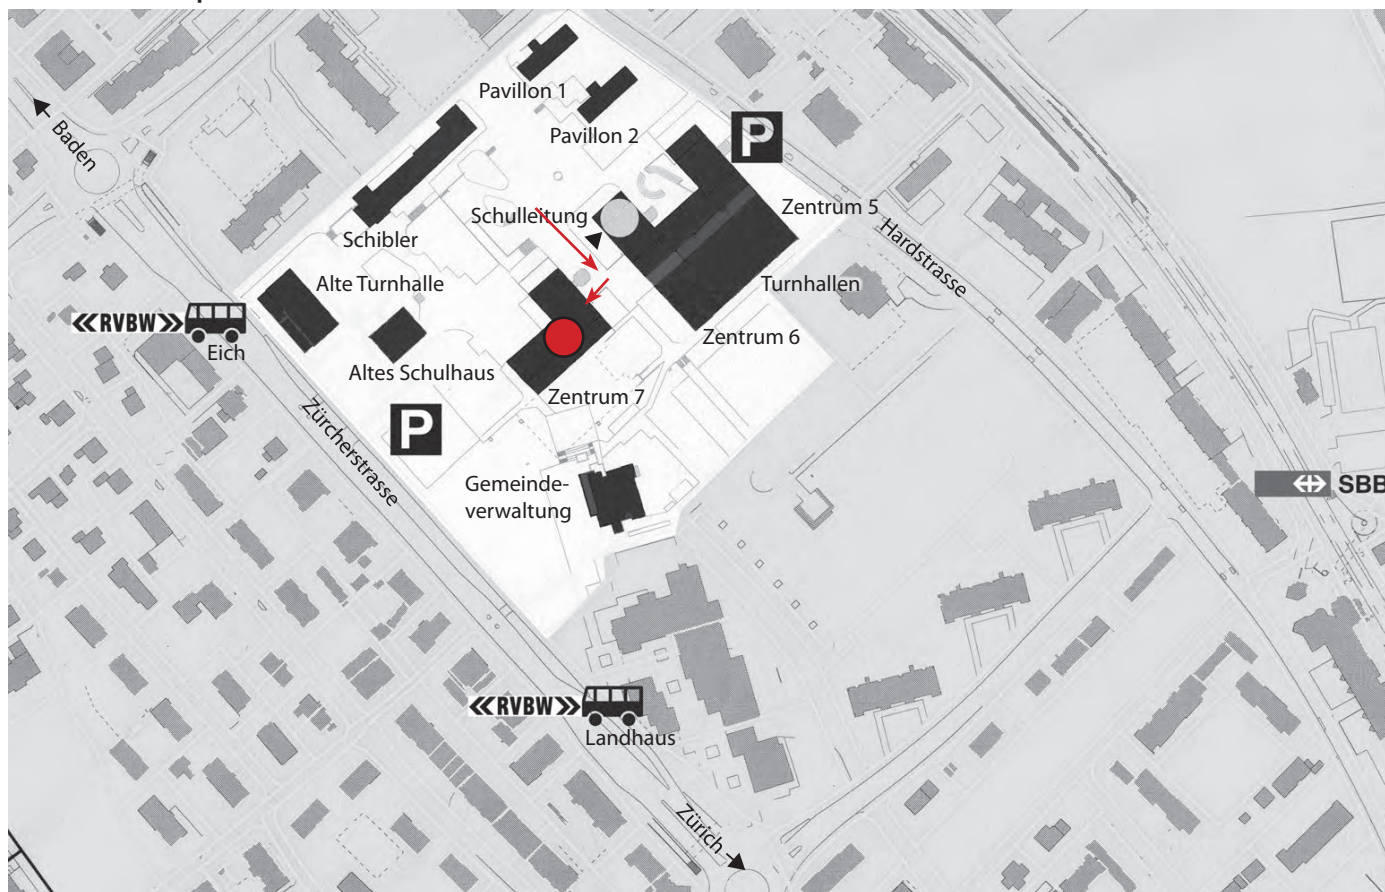 Pavillon 1
Pavillon 2
P
Baden
Schulleitung
Zentrum 5
Schibler
Hardstrasse
Alte Turnhalle
Turnhallen
RVBW
Eich
Zentrum 6
Altes Schulhaus
Zentrum 7
P
Zürcherstrasse
Gemeinde-
verwaltung
SBB
RVBW
Landhaus
Zürich